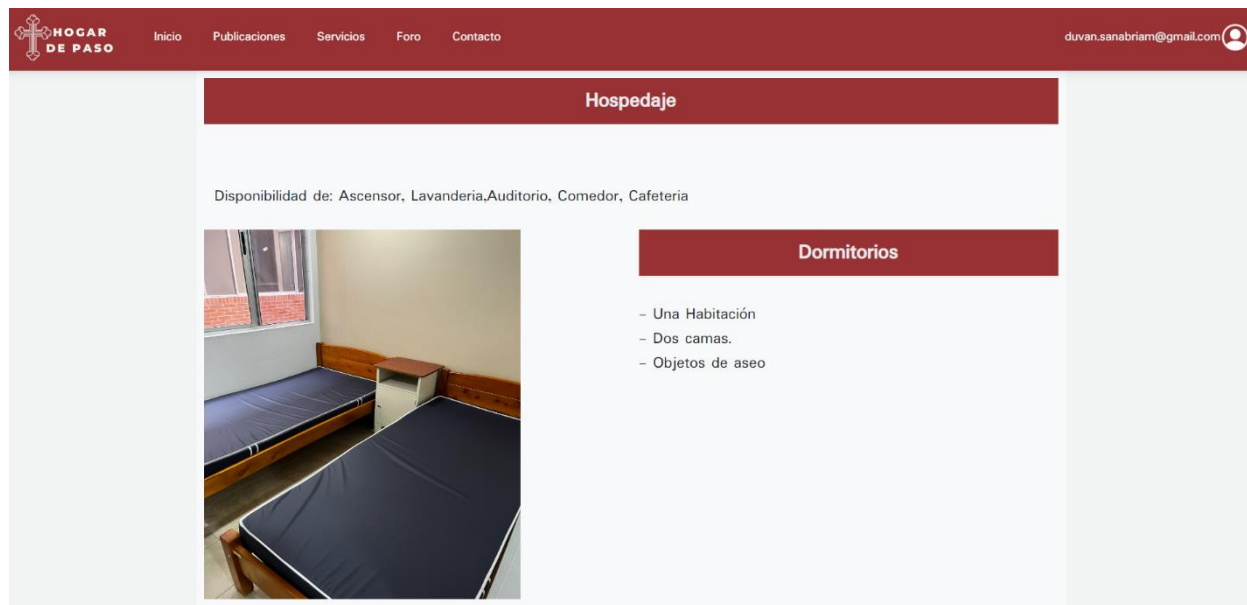 HOGAR
DE PASO
Inicio
Publicaciones
Servicios
Foro
Contacto
duvan.sanabriam@gmail.com
Hospedaje
Disponibilidad de: Ascensor, Lavanderia,Auditorio, Comedor, Cafeteria
Dormitorios
- Una Habitación
- Dos camas.
- Objetos de aseo